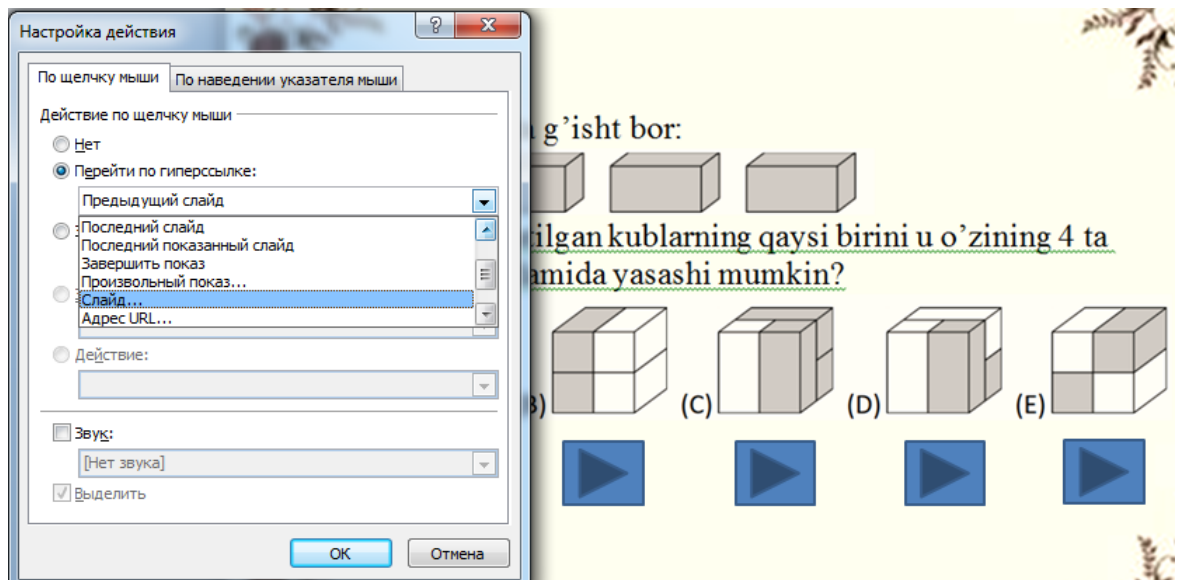 Настройка действия
По щелчку мыши
По наведении указателя мыши
Действие по щелчку мыши
Нет
Перейти по гиперссылке:
Предыдущий слайд
Последний слайд
Последний показанный слайд
Завершить показ
Произвольный показ...
Слайд...
Адрес URL...
Действие:
Звук:
[Нет звука]
Выделить
ОК
Отмена
g’isht bor:
kublarning qaysi birini u o’zining 4 ta
yasashi mumkin?
(C) (D) (E)